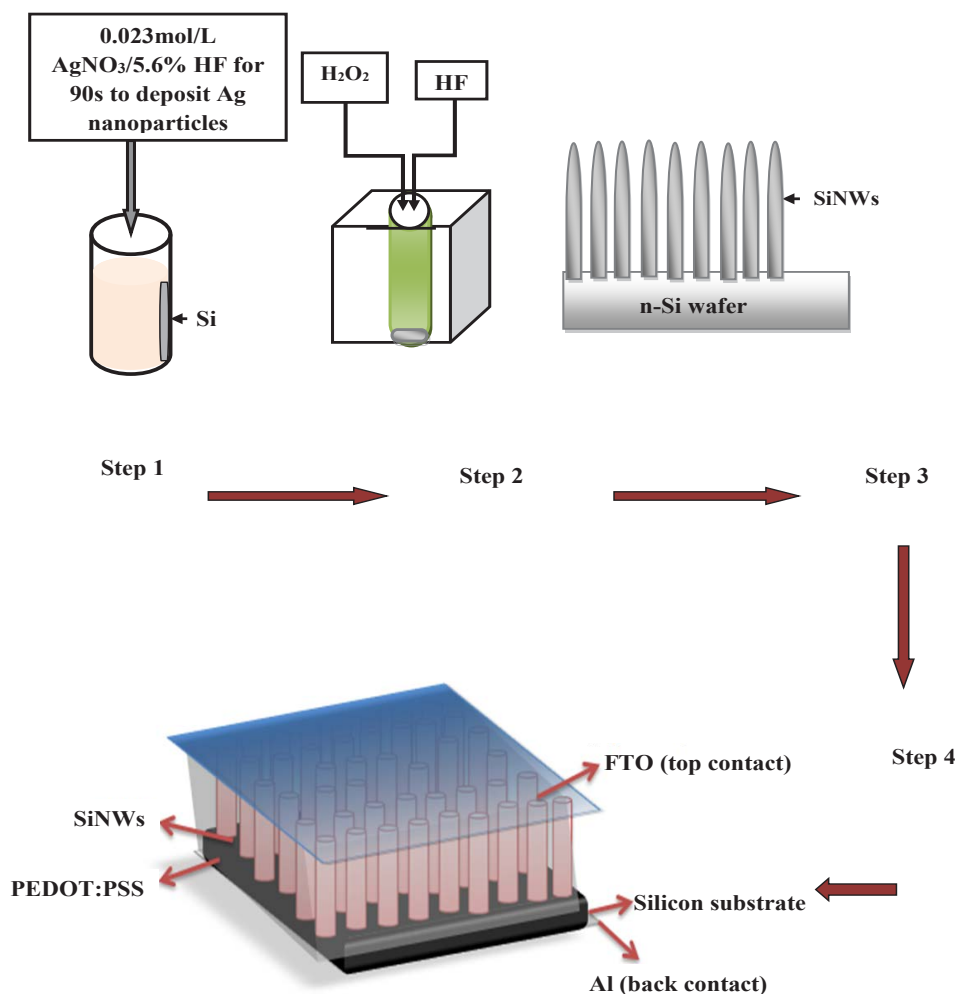 0.023mol/L
AgNO₃/5.6% HF for
90s to deposit Ag
nanoparticles
H₂O₂
HF
SiNWs
Si
n-Si wafer
Step 1
Step 2
Step 3
Step 4
FTO (top contact)
SiNWs
PEDOT:PSS
Silicon substrate
Al (back contact)